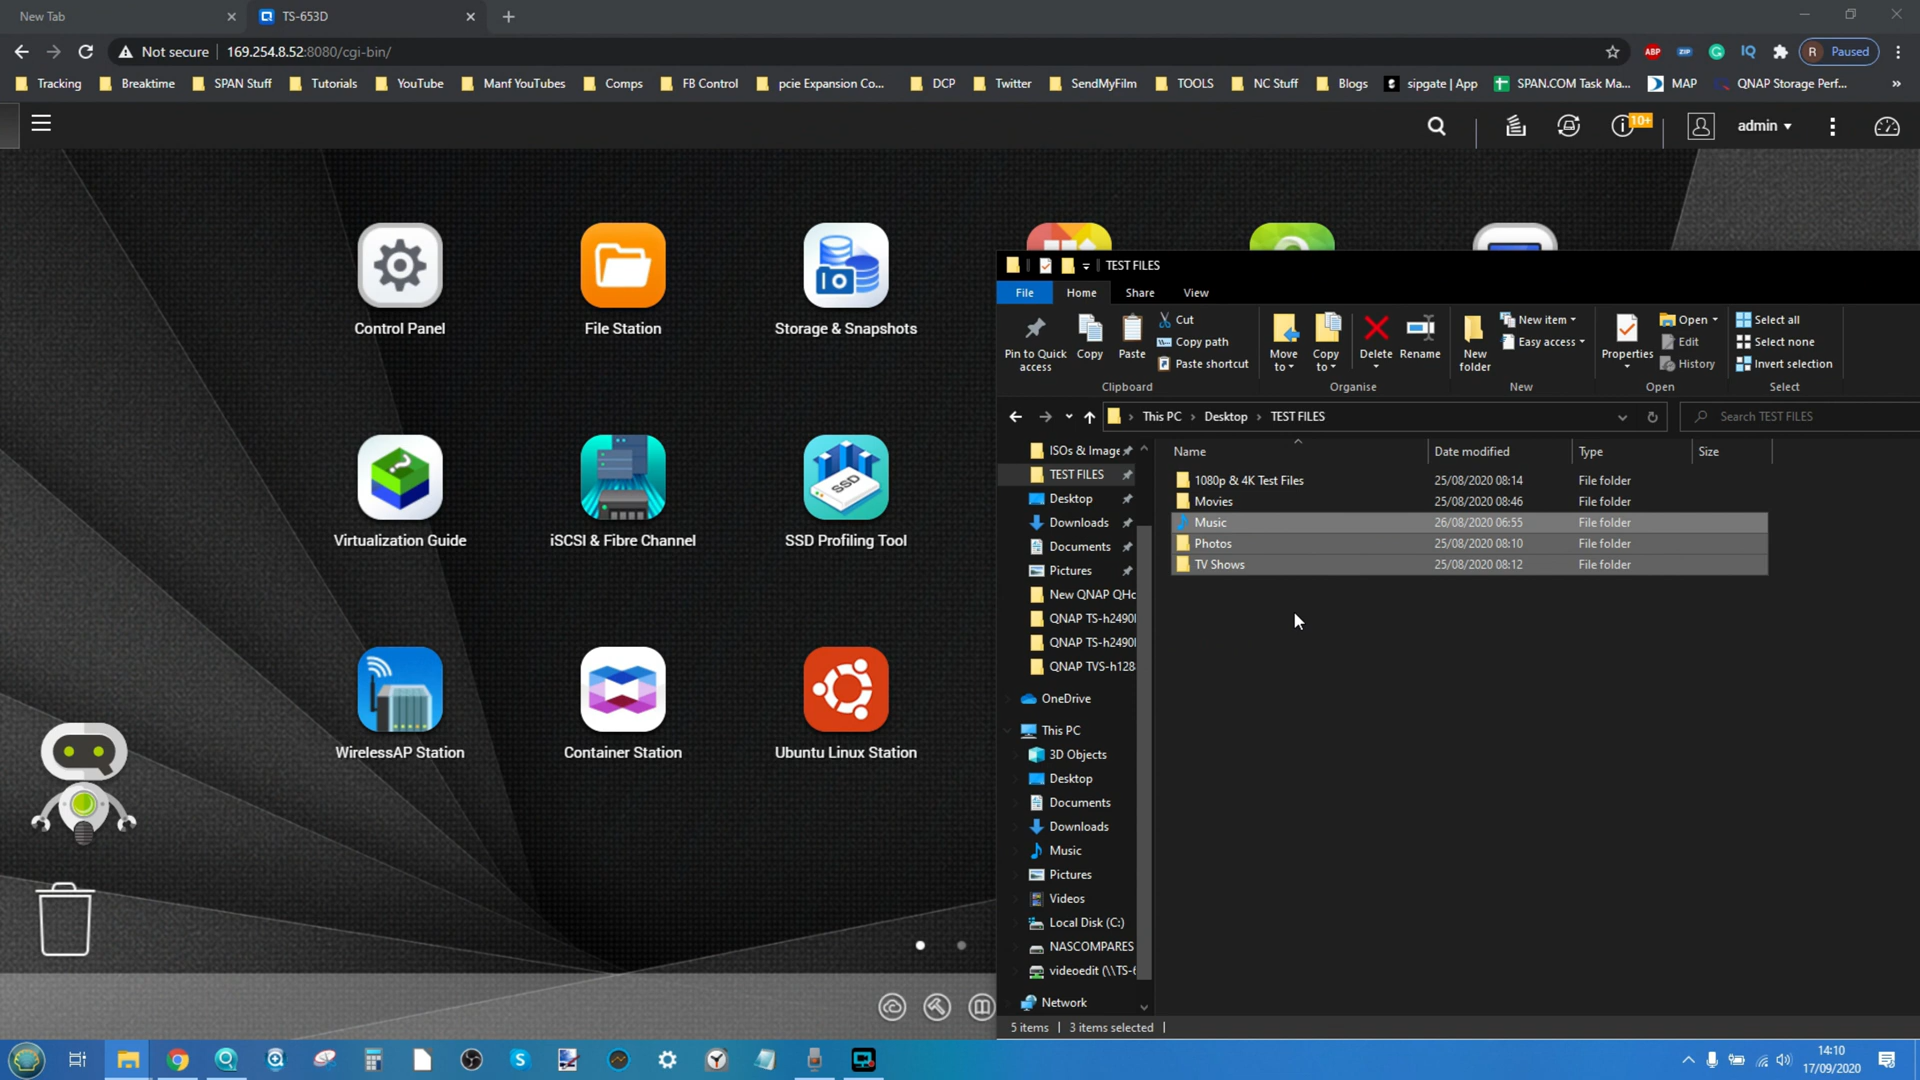 New Tab
TS-653D
Not secure
169.254.8.52:8080/cgi-bin/
ABP
ZIP
IQ
R Paused
Tracking
Breaktime
SPAN Stuff
Tutorials
YouTube
Manf YouTubes
Comps
FB Control
pcie Expansion Co...
DCP
Twitter
SendMyFilm
TOOLS
NC Stuff
Blogs
sipgate | App
SPAN.COM Task Ma...
MAP
QNAP Storage Perf...
»
10+
admin
Control Panel
File Station
Storage & Snapshots
Virtualization Guide
iSCSI & Fibre Channel
SSD
SSD Profiling Tool
WirelessAP Station
Container Station
Ubuntu Linux Station
TEST FILES
File
Home
Share
View
Pin to Quick access
Copy
Paste
Cut
Copy path
Paste shortcut
Clipboard
Move to
Copy to
Delete
Rename
Organise
New folder
New item
Easy access
New
Properties
Open
Edit
History
Open
Select all
Select none
Invert selection
Select
This PC > Desktop > TEST FILES
Search TEST FILES
ISOs & Image
TEST FILES
Desktop
Downloads
Documents
Pictures
New QNAP QHc
QNAP TS-h2490
QNAP TS-h2490
QNAP TVS-h128
OneDrive
This PC
3D Objects
Desktop
Documents
Downloads
Music
Pictures
Videos
Local Disk (C:)
NASCOMPARES
videoedit (\\TS-6
Network
Name
Date modified
Type
Size
1080p & 4K Test Files 25/08/2020 08:14 File folder
Movies 25/08/2020 08:46 File folder
Music 26/08/2020 06:55 File folder
Photos 25/08/2020 08:10 File folder
TV Shows 25/08/2020 08:12 File folder
5 items
3 items selected
14:10
17/09/2020